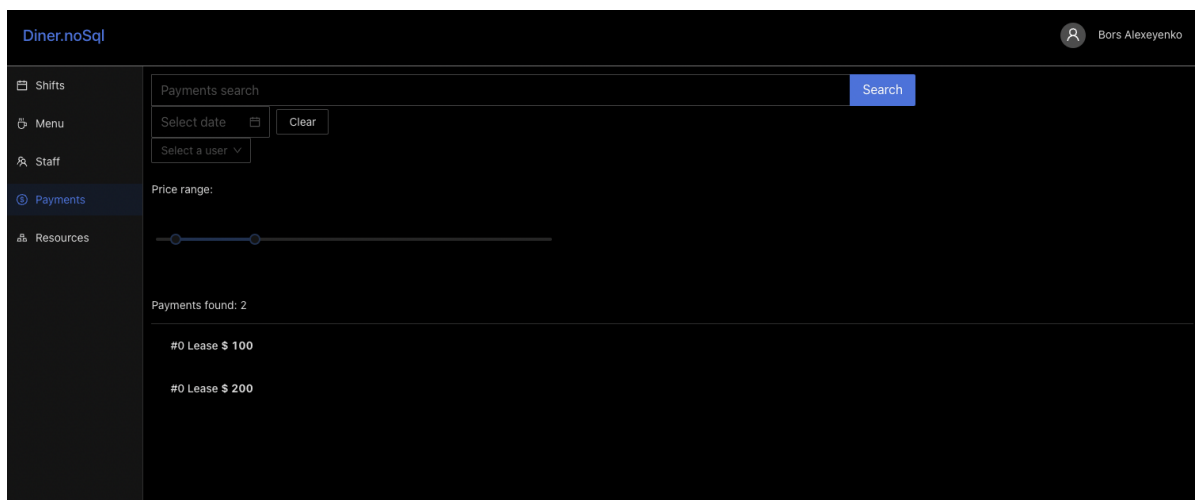 Diner.noSql
Bors Alexeyenko
Shifts
Menu
Staff
Payments
Resources
Payments search
Search
Select date
Clear
Select a user
Price range:
Payments found: 2
#0 Lease $ 100
#0 Lease $ 200